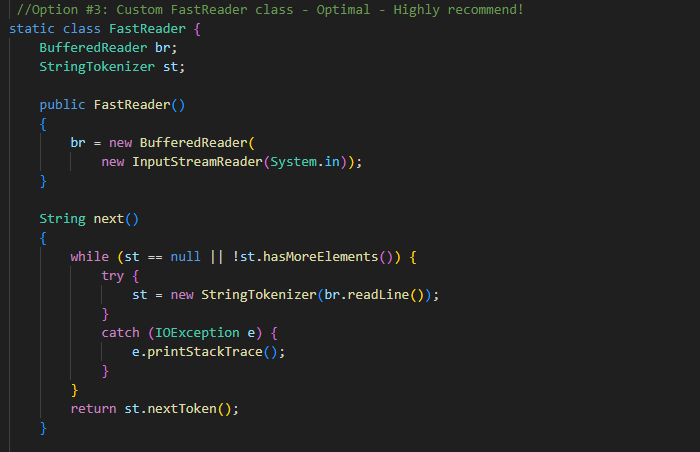 //Option #3: Custom FastReader class - Optimal - Highly recommend!
static class FastReader {
    BufferedReader br;
    StringTokenizer st;

    public FastReader()
    {
        br = new BufferedReader(
            new InputStreamReader(System.in));
    }

    String next()
    {
        while (st == null || !st.hasMoreElements()) {
            try {
                st = new StringTokenizer(br.readLine());
            }
            catch (IOException e) {
                e.printStackTrace();
            }
        }
        return st.nextToken();
    }